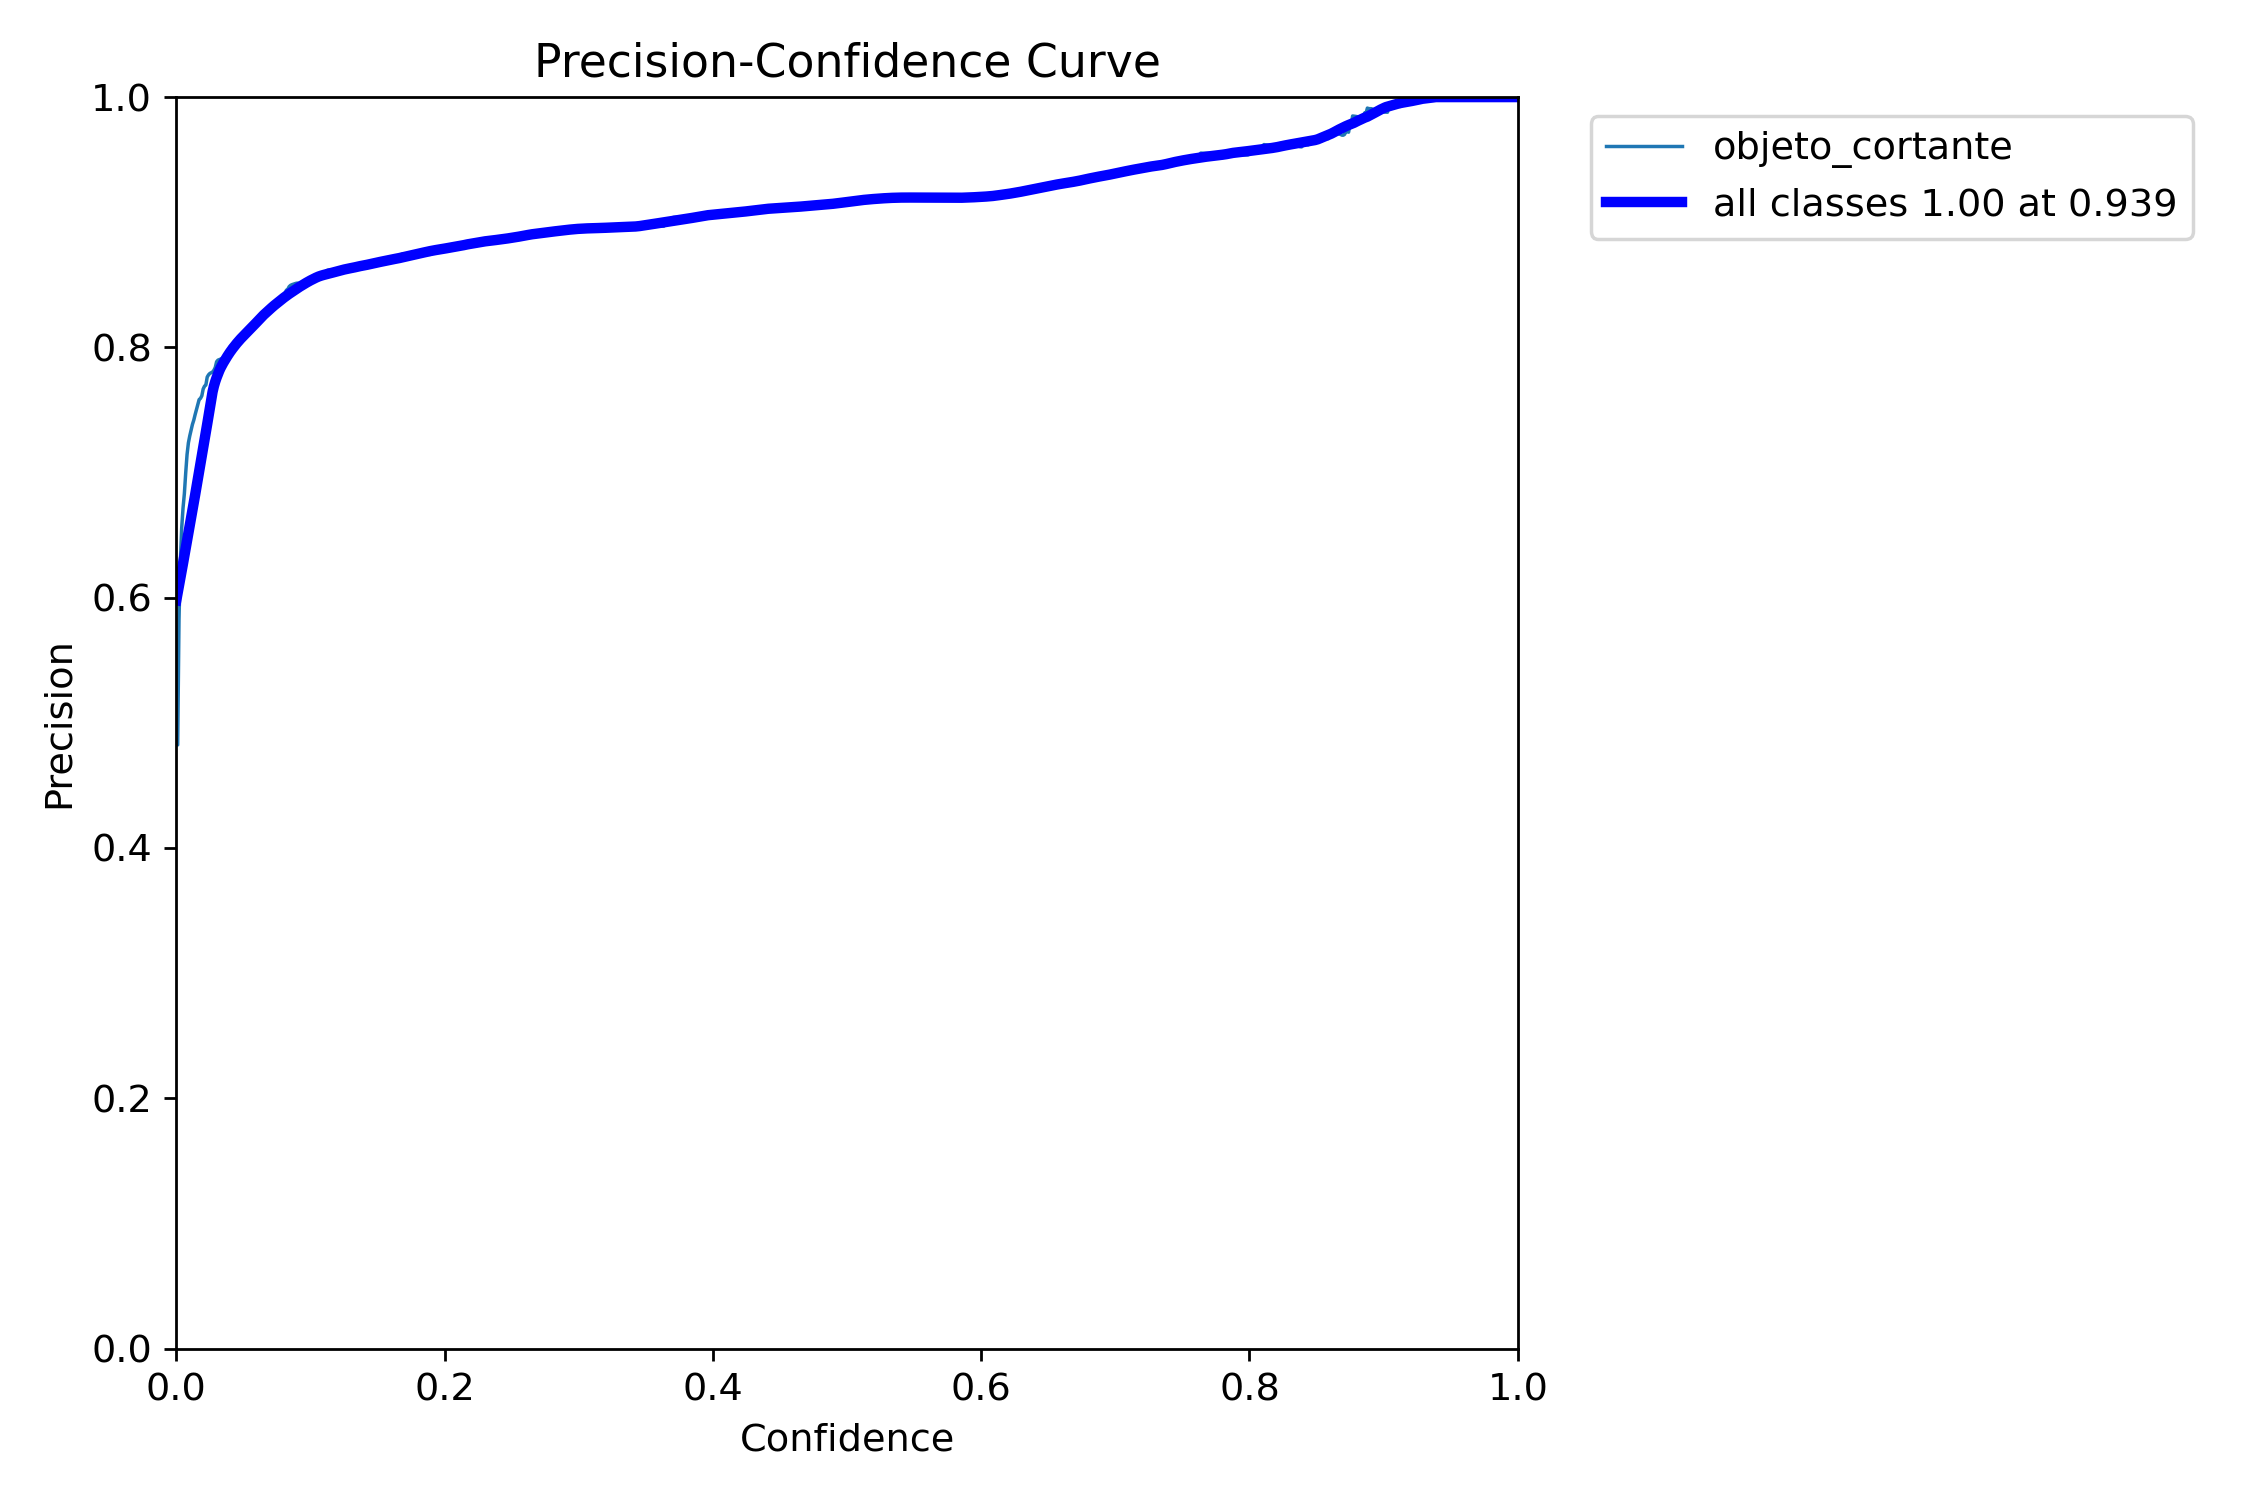 Precision-Confidence Curve
1.0
0.8
0.6
0.4
0.2
0.0
Precision
0.0 0.2 0.4 0.6 0.8 1.0
Confidence
objeto_cortante
all classes 1.00 at 0.939